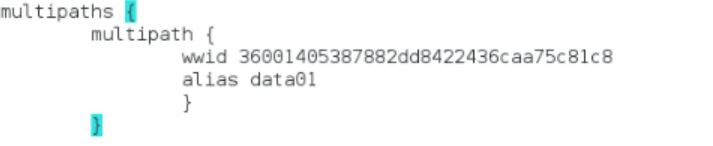 multipaths {
multipath {
wwid 36001405387882dd8422436caa75c81c8
alias data01
}
}